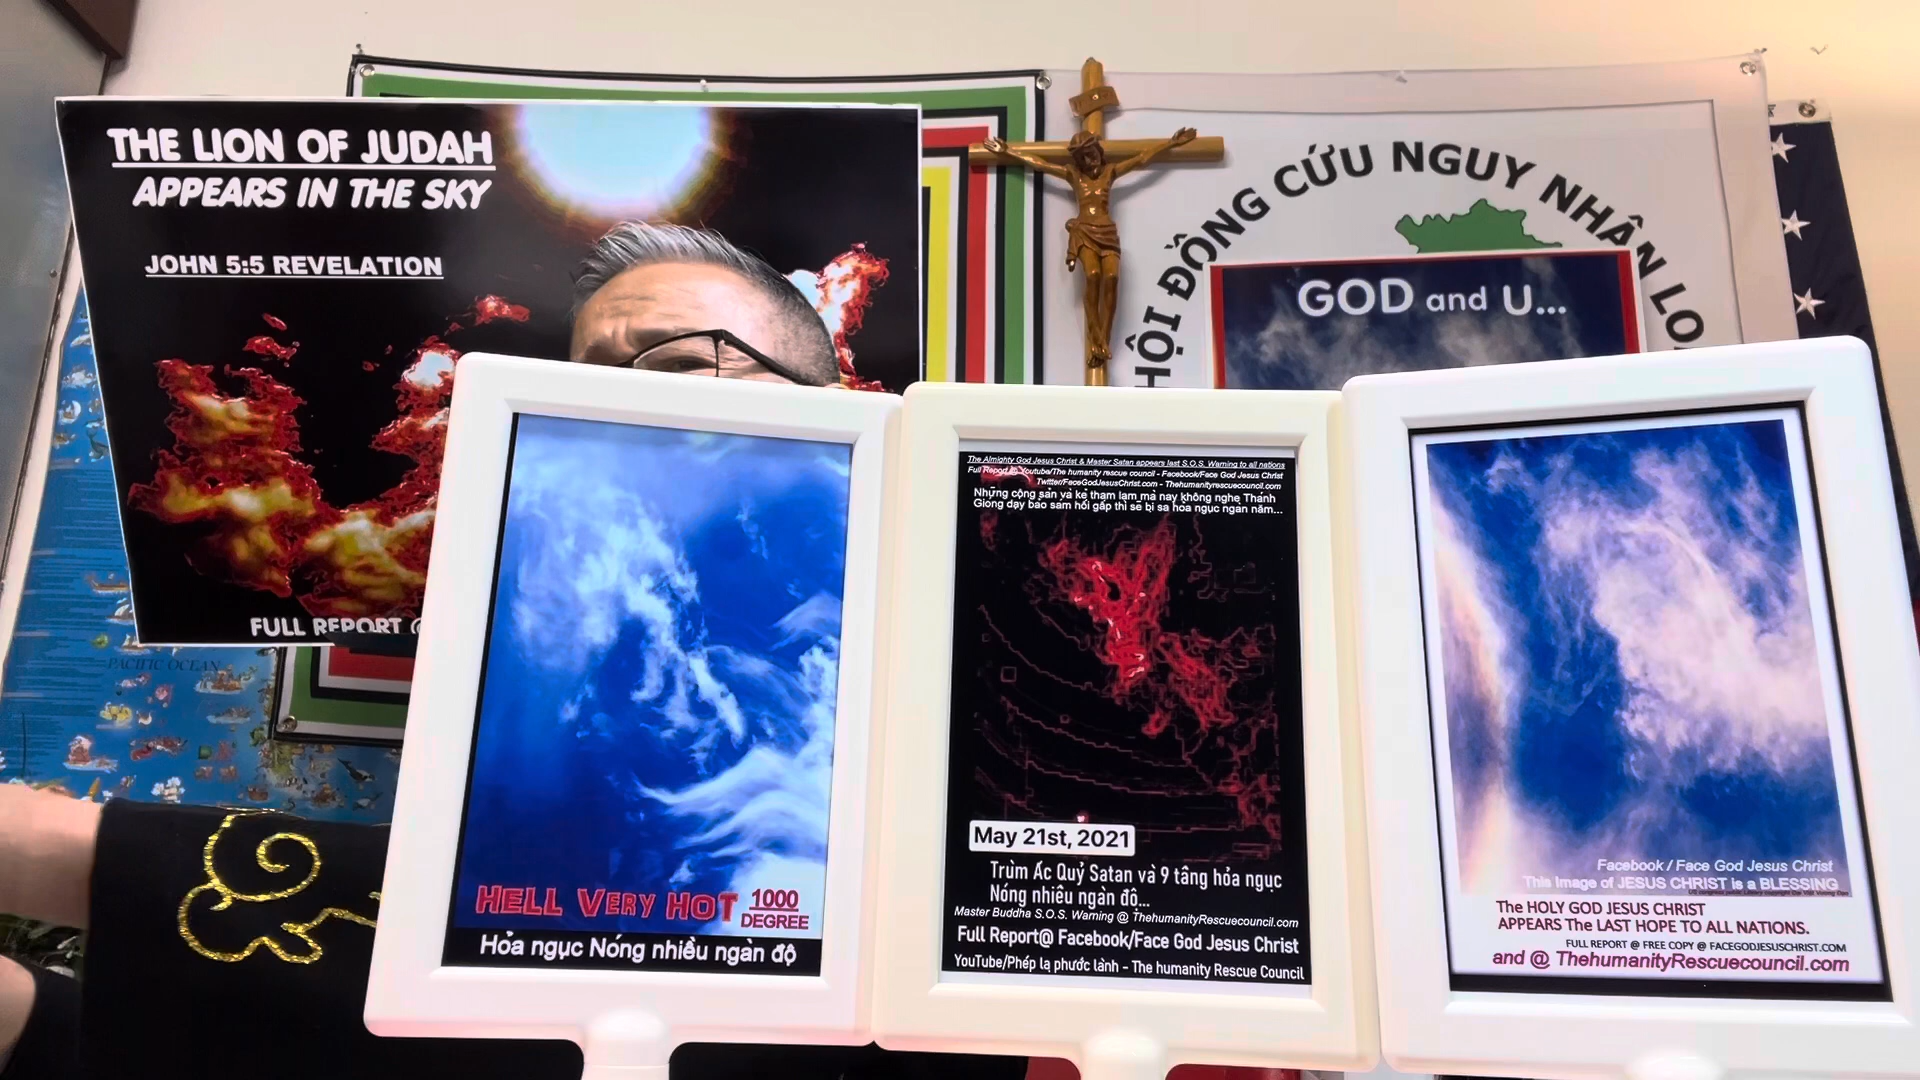 THE LION OF JUDAH
APPEARS IN THE SKY
JOHN 5:5 REVELATION
FULL REPORT @
HỘI ĐỒNG CỨU NGUY NHÂN LO
GOD and U...
PACIFIC OCEAN
HELL VERY HOT 1000 DEGREE
Hỏa ngục Nóng nhiều ngàn độ
The Almighty God Jesus Christ & Master Satan appears last S.O.S. Warning to all nations
Full Report @ Youtube/The humanity rescue council - Facebook/Face God Jesus Christ
Twitter/FaceGodJesusChrist.com - Thehumanityrescuecouncil.com
Những cộng sản và kẻ tham lam mà nay không nghe Thánh
Gióng dạy bảo sám hối gấp thì sẽ bị sa hỏa ngục ngàn năm...
May 21st, 2021
Trùm Ác Quỷ Satan và 9 tầng hỏa ngục
Nóng nhiều ngàn độ...
Master Buddha S.O.S. Warning @ ThehumanityRescuecouncil.com
Full Report@ Facebook/Face God Jesus Christ
YouTube/Phép lạ phước lành - The humanity Rescue Council
Facebook / Face God Jesus Christ
This Image of JESUS CHRIST is a BLESSING
The HOLY GOD JESUS CHRIST
APPEARS The LAST HOPE TO ALL NATIONS.
FULL REPORT @ FREE COPY @ FACEGODJESUSCHRIST.COM
and @ ThehumanityRescuecouncil.com